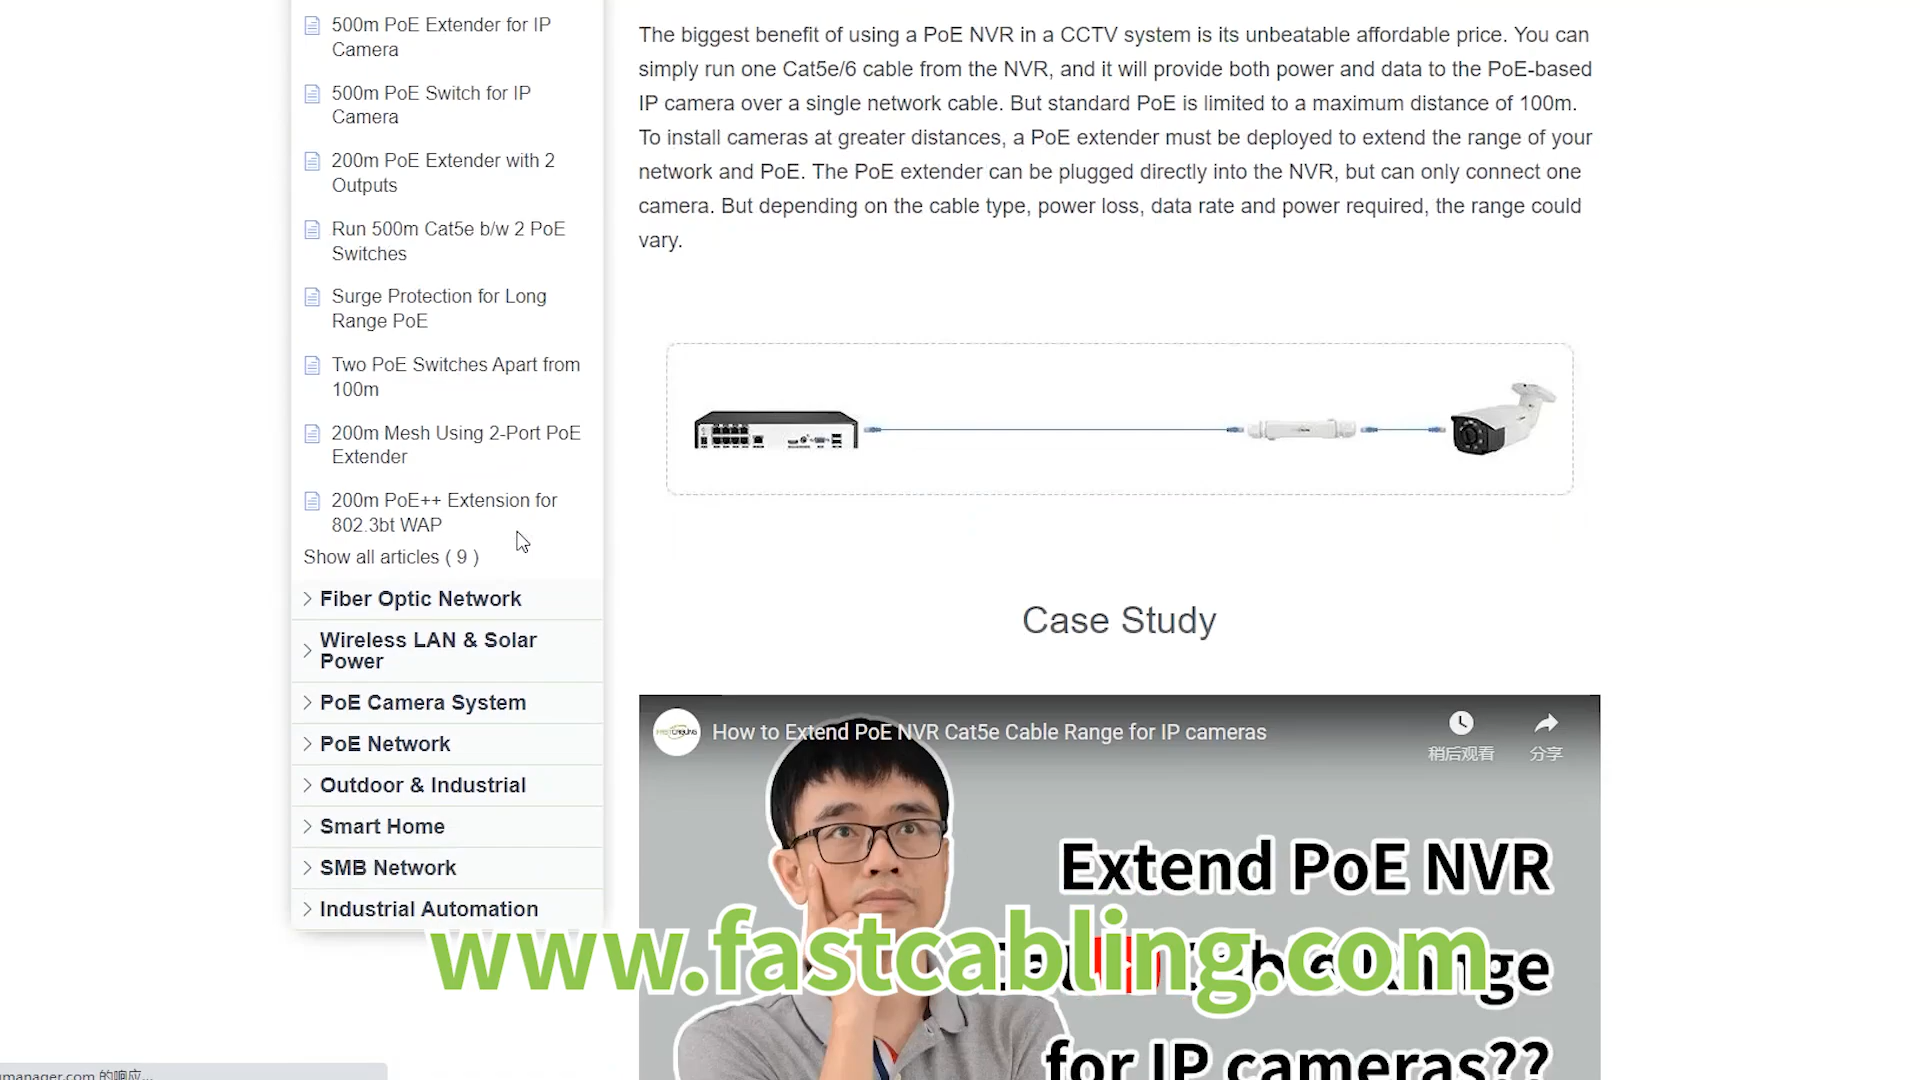 500m PoE Extender for IP
Camera
500m PoE Switch for IP
Camera
200m PoE Extender with 2
Outputs
Run 500m Cat5e b/w 2 PoE
Switches
Surge Protection for Long
Range PoE
Two PoE Switches Apart from
100m
200m Mesh Using 2-Port PoE
Extender
200m PoE++ Extension for
802.3bt WAP
Show all articles ( 9 )
Fiber Optic Network
Wireless LAN & Solar
Power
PoE Camera System
PoE Network
Outdoor & Industrial
Smart Home
SMB Network
Industrial Automation
The biggest benefit of using a PoE NVR in a CCTV system is its unbeatable affordable price. You can
simply run one Cat5e/6 cable from the NVR, and it will provide both power and data to the PoE-based
IP camera over a single network cable. But standard PoE is limited to a maximum distance of 100m.
To install cameras at greater distances, a PoE extender must be deployed to extend the range of your
network and PoE. The PoE extender can be plugged directly into the NVR, but can only connect one
camera. But depending on the cable type, power loss, data rate and power required, the range could
vary.
Case Study
FASTCABLING
How to Extend PoE NVR Cat5e Cable Range for IP cameras
稍后观看
分享
Extend PoE NVR
Range
for IP cameras??
www.fastcabling.com
manager.com 的响应...